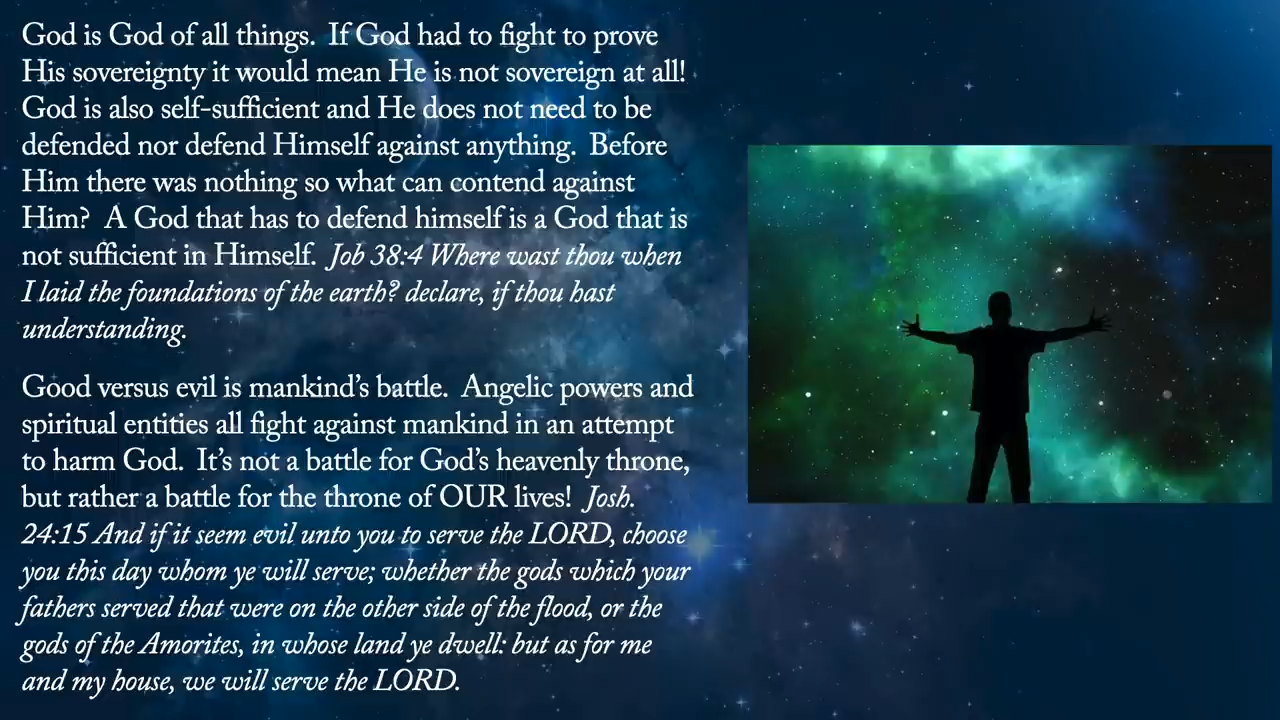 God is God of all things.  If God had to fight to prove
His sovereignty it would mean He is not sovereign at all!
God is also self-sufficient and He does not need to be
defended nor defend Himself against anything.  Before
Him there was nothing so what can contend against
Him?  A God that has to defend himself is a God that is
not sufficient in Himself.  Job 38:4 Where wast thou when
I laid the foundations of the earth? declare, if thou hast
understanding.
Good versus evil is mankind's battle.  Angelic powers and
spiritual entities all fight against mankind in an attempt
to harm God.  It's not a battle for God's heavenly throne,
but rather a battle for the throne of OUR lives!  Josh.
24:15 And if it seem evil unto you to serve the LORD, choose
you this day whom ye will serve; whether the gods which your
fathers served that were on the other side of the flood, or the
gods of the Amorites, in whose land ye dwell: but as for me
and my house, we will serve the LORD.